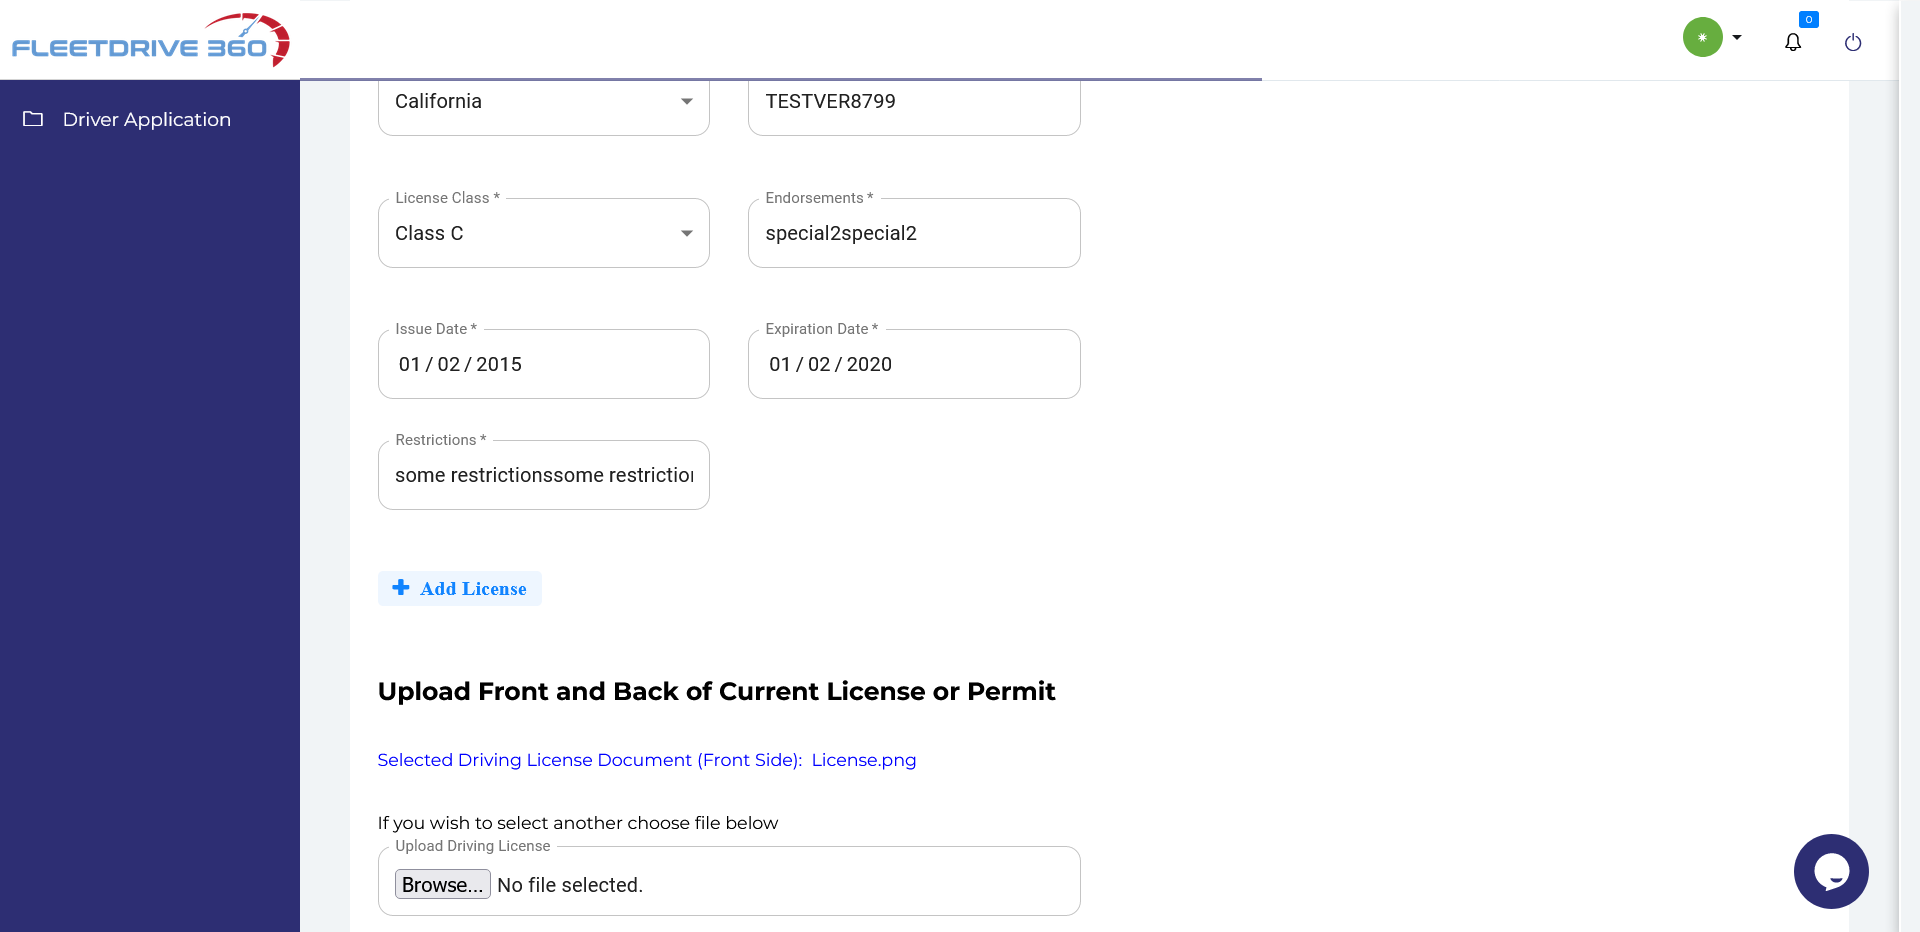 FLEETDRIVE 360
0
Driver Application
California
TESTVER8799
License Class *
Class C
Endorsements *
special2special2
Issue Date *
01 / 02 / 2015
Expiration Date *
01 / 02 / 2020
Restrictions *
some restrictionssome restriction
Add License
Upload Front and Back of Current License or Permit
Selected Driving License Document (Front Side): License.png
If you wish to select another choose file below
Upload Driving License
Browse... No file selected.